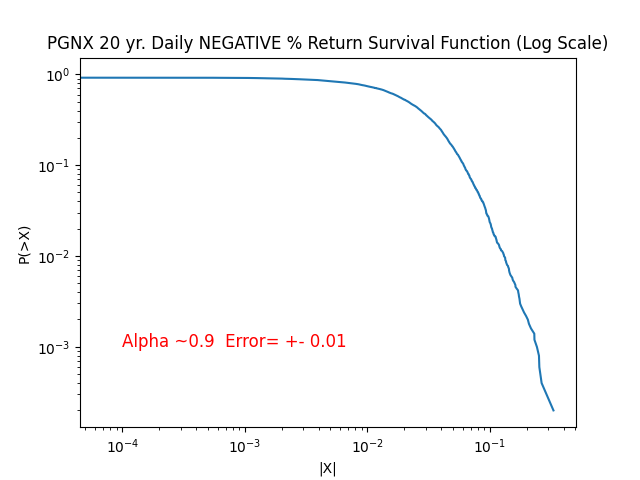 PGNX 20 yr. Daily NEGATIVE % Return Survival Function (Log Scale)
10⁰
10⁻¹
10⁻²
10⁻³
P(>X)
Alpha ~0.9  Error= +- 0.01
10⁻⁴ 10⁻³ 10⁻² 10⁻¹
|X|